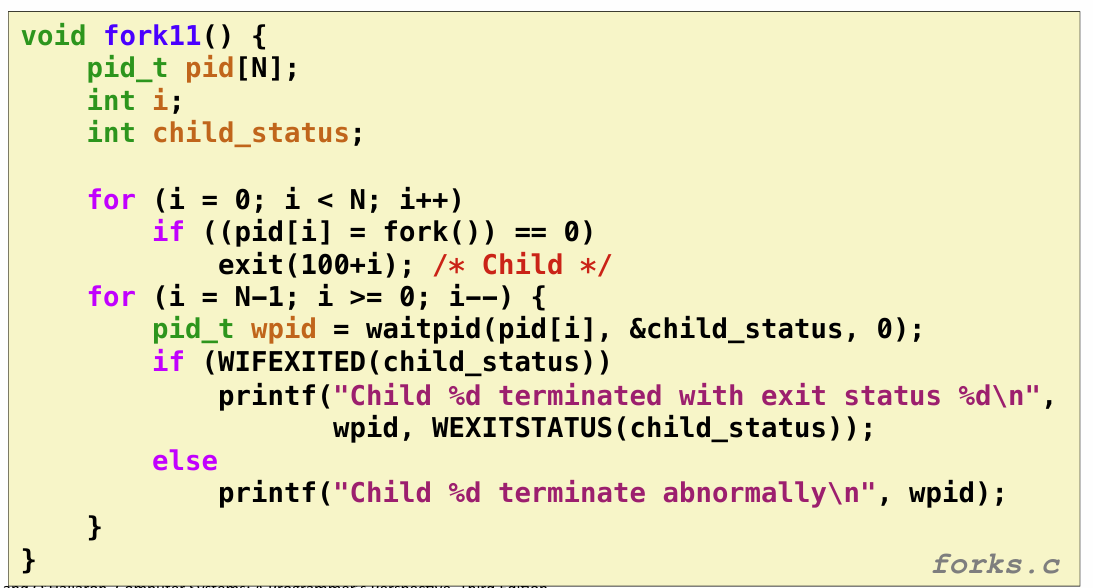 void fork11() {
    pid_t pid[N];
    int i;
    int child_status;

    for (i = 0; i < N; i++)
        if ((pid[i] = fork()) == 0)
            exit(100+i); /* Child */
    for (i = N-1; i >= 0; i--) {
        pid_t wpid = waitpid(pid[i], &child_status, 0);
        if (WIFEXITED(child_status))
            printf("Child %d terminated with exit status %d\n",
                   wpid, WEXITSTATUS(child_status));
        else
            printf("Child %d terminate abnormally\n", wpid);
    }
}
forks.c